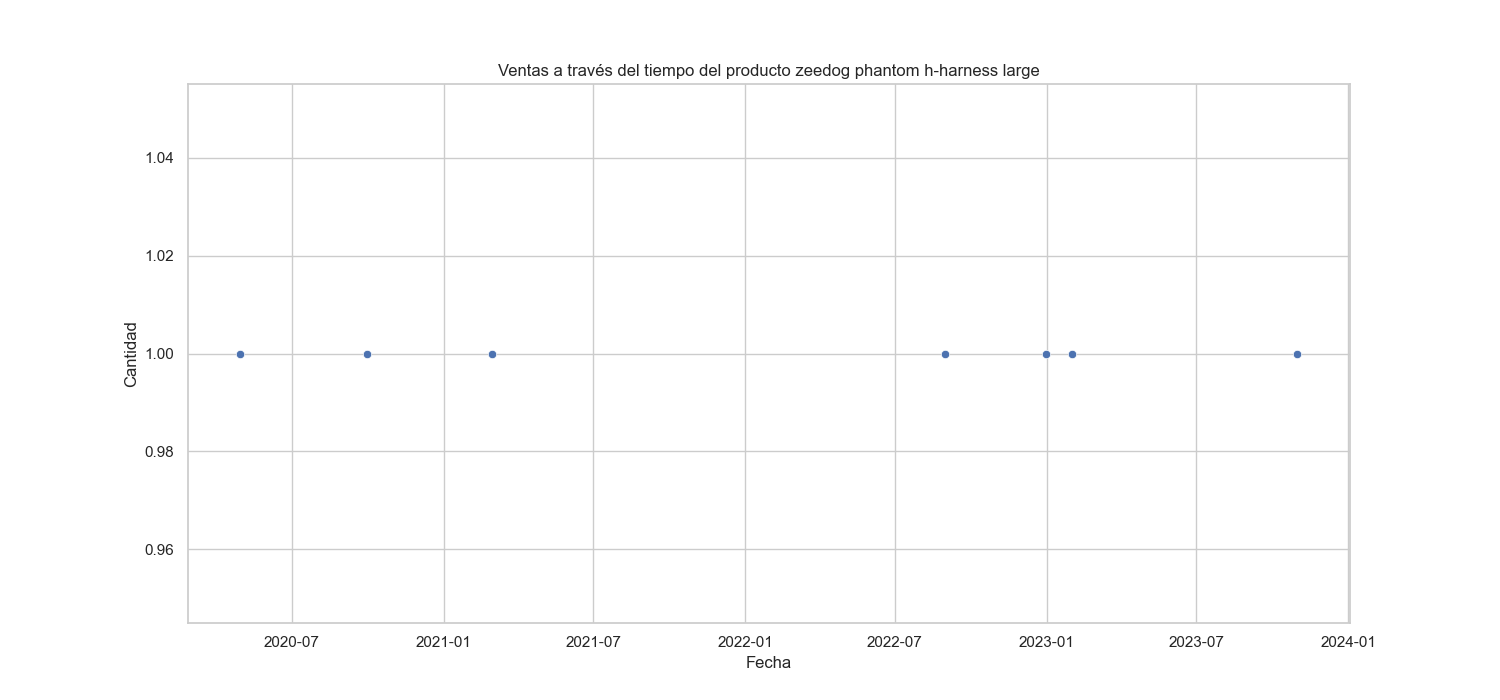 Ventas a través del tiempo del producto zeedog phantom h-harness large
1.04
1.02
1.00
0.98
0.96
Cantidad
2020-07 2021-01 2021-07 2022-01 2022-07 2023-01 2023-07 2024-01
Fecha